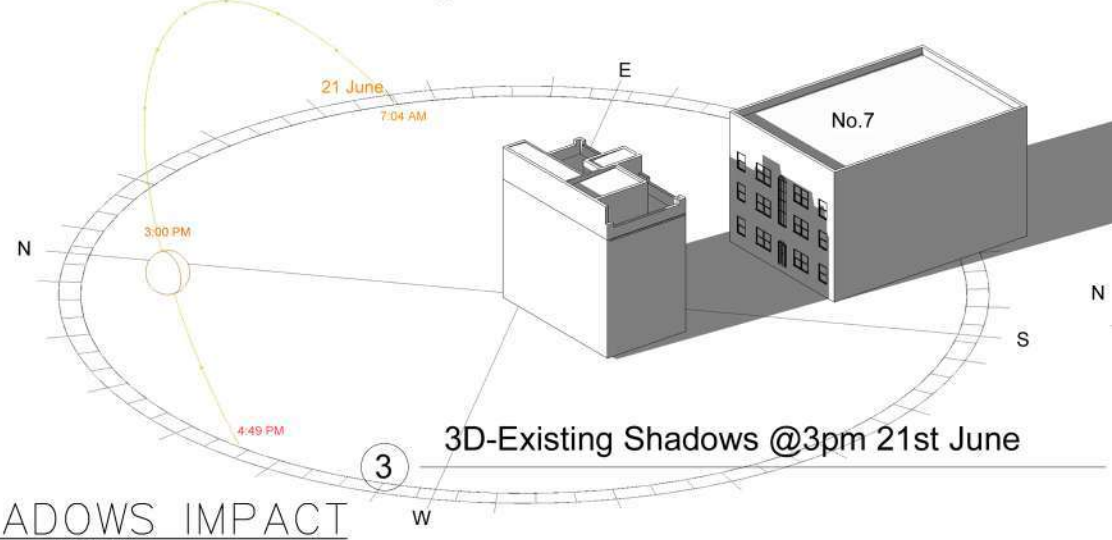 E
21 June
7:04 AM
No.7
3:00 PM
N
N
S
4:49 PM
3D-Existing Shadows @3pm 21st June
3
W
ADOWS IMPACT